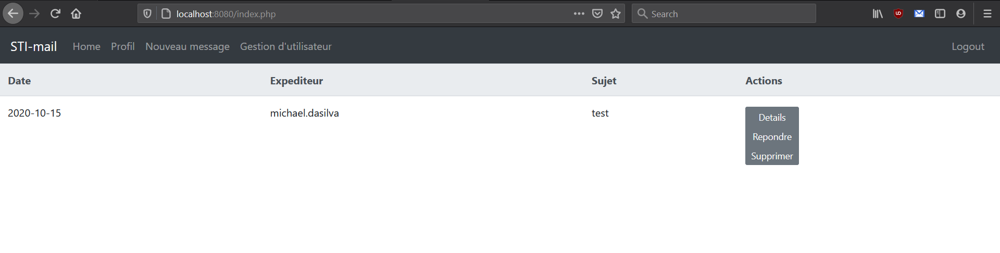 localhost:8080/index.php
Search
STI-mail Home Profil Nouveau message Gestion d'utilisateur Logout
Date Expediteur Sujet Actions
2020-10-15 michael.dasilva test Details
Repondre
Supprimer